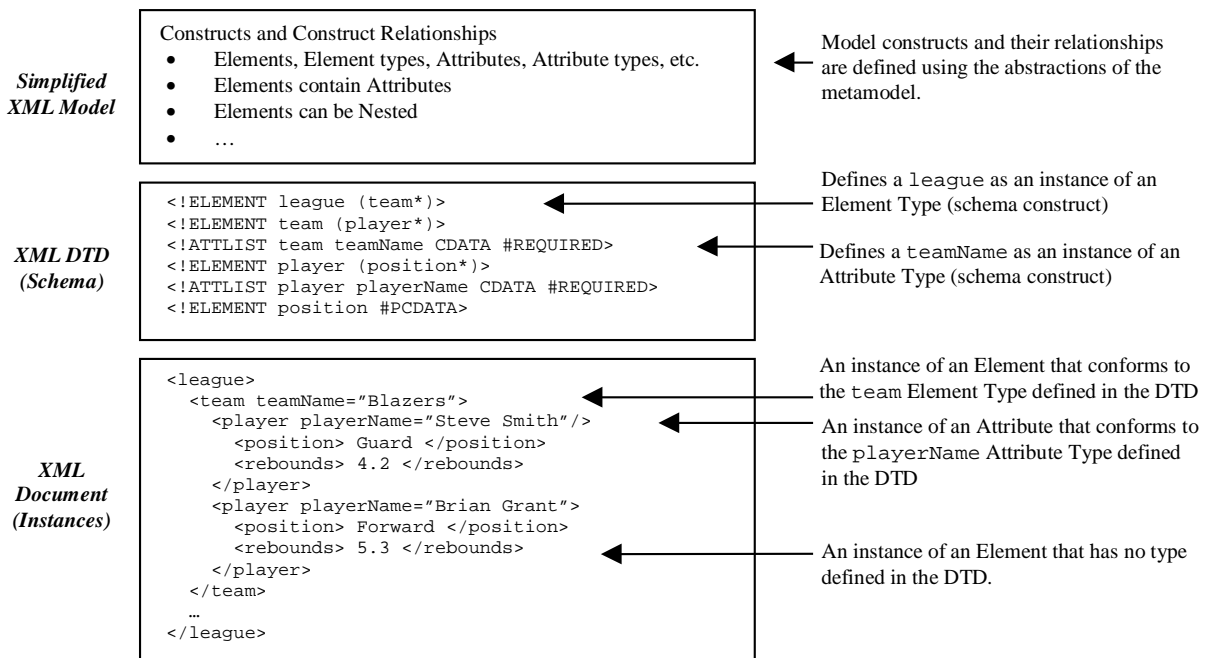 Simplified
XML Model
Constructs and Construct Relationships
• Elements, Element types, Attributes, Attribute types, etc.
• Elements contain Attributes
• Elements can be Nested
• …
Model constructs and their relationships
are defined using the abstractions of the
metamodel.
XML DTD
(Schema)
<!ELEMENT league (team*)>
<!ELEMENT team (player*)>
<!ATTLIST team teamName CDATA #REQUIRED>
<!ELEMENT player (position*)>
<!ATTLIST player playerName CDATA #REQUIRED>
<!ELEMENT position #PCDATA>
Defines a league as an instance of an
Element Type (schema construct)
Defines a teamName as an instance of an
Attribute Type (schema construct)
XML
Document
(Instances)
<league>
<team teamName="Blazers">
<player playerName="Steve Smith"/>
<position> Guard </position>
<rebounds> 4.2 </rebounds>
</player>
<player playerName="Brian Grant">
<position> Forward </position>
<rebounds> 5.3 </rebounds>
</player>
</team>
…
</league>
An instance of an Element that conforms to
the team Element Type defined in the DTD
An instance of an Attribute that conforms to
the playerName Attribute Type defined
in the DTD
An instance of an Element that has no type
defined in the DTD.